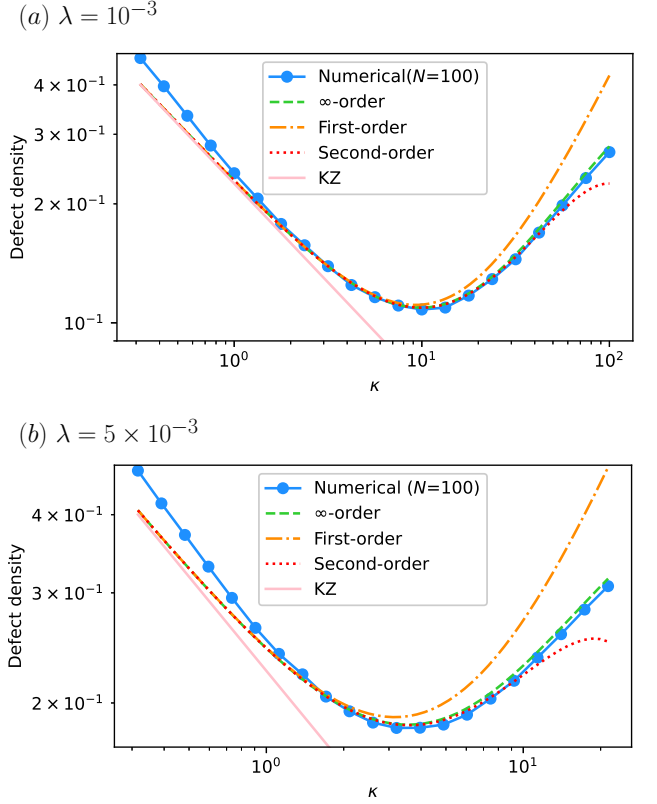 (a) λ = 10⁻³
Defect density
4 × 10⁻¹
3 × 10⁻¹
2 × 10⁻¹
10⁻¹
Numerical(N=100)
∞-order
First-order
Second-order
KZ
10⁰ 10¹ 10²
κ
(b) λ = 5 × 10⁻³
Defect density
4 × 10⁻¹
3 × 10⁻¹
2 × 10⁻¹
Numerical (N=100)
∞-order
First-order
Second-order
KZ
10⁰ 10¹
κ